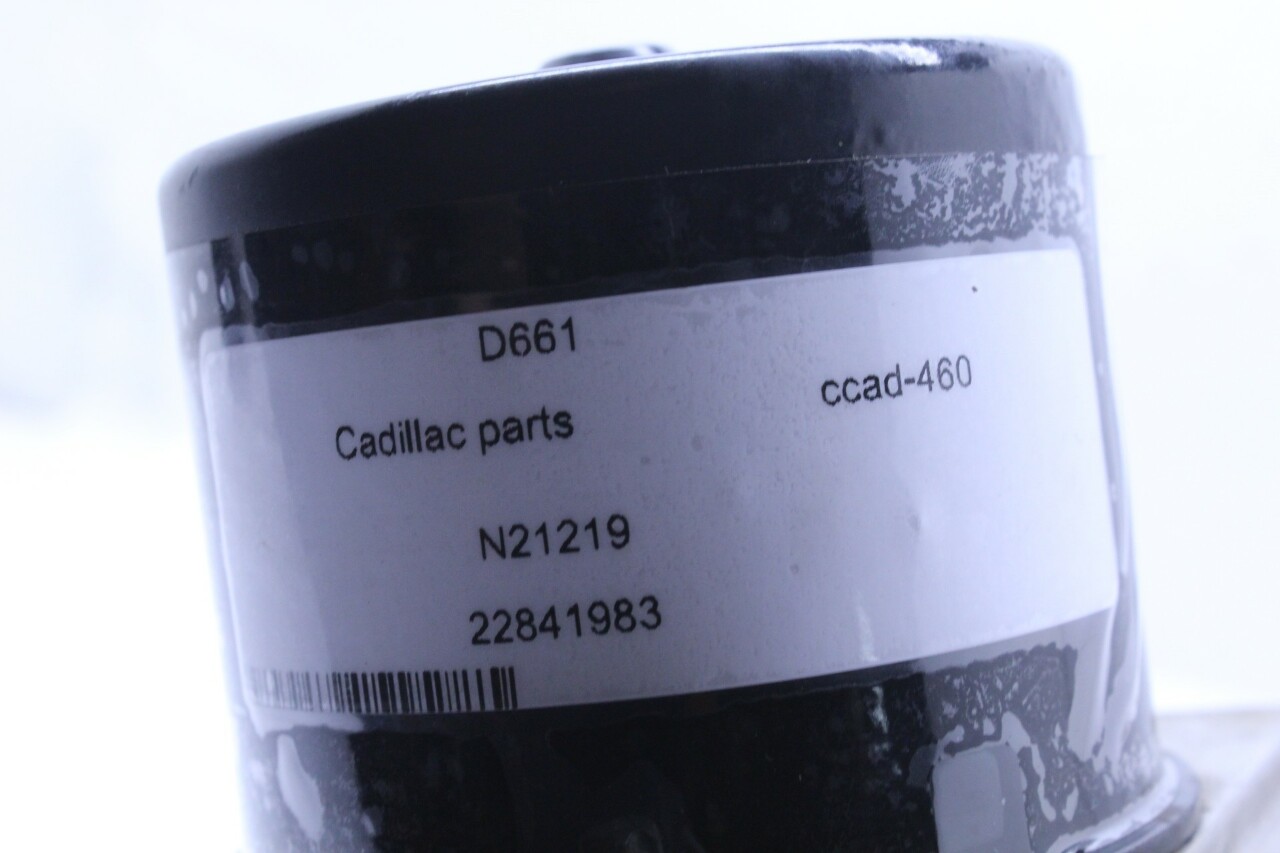 D661
ccad-460
Cadillac parts
N21219
22841983